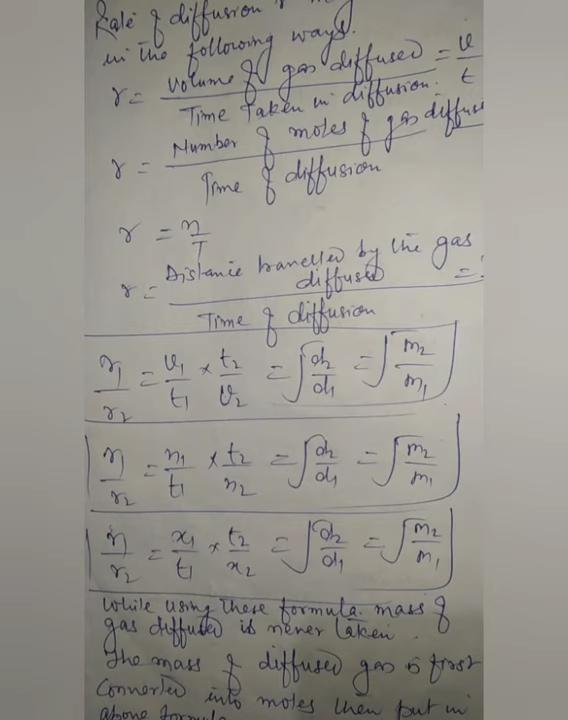 Rate of diffusion
in the following ways.
r = Volume of gas diffused / Time Taken in diffusion. = v/t
r = Number of moles of gas diffus / Time of diffusion
r = n/T
r = Distance travelled by the gas diffused / Time of diffusion =
r₁/r₂ = v₁/t₁ × t₂/v₂ = √d₂/d₁ = √m₂/m₁
r₁/r₂ = n₁/t₁ × t₂/n₂ = √d₂/d₁ = √m₂/m₁
r₁/r₂ = x₁/t₁ × t₂/x₂ = √d₂/d₁ = √m₂/m₁
While using these formula mass of
gas diffused is never taken.
The mass of diffused gas is first
converted into moles then put in
above formula